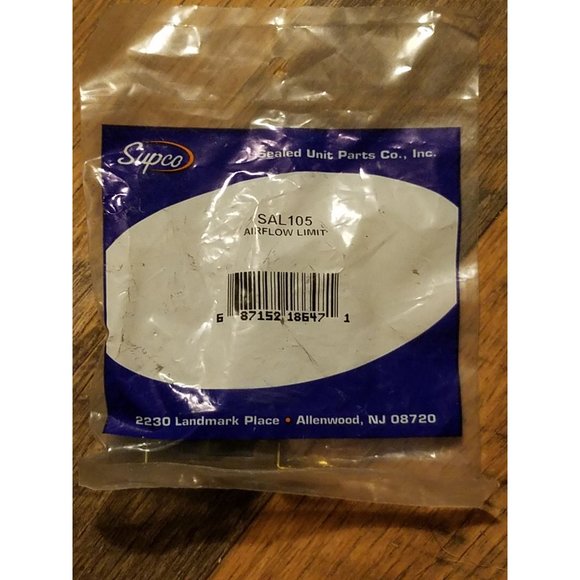 Supco
Sealed Unit Parts Co., Inc.
SAL105
AIRFLOW LIMIT
6 87152 18647 1
2230 Landmark Place • Allenwood, NJ 08720